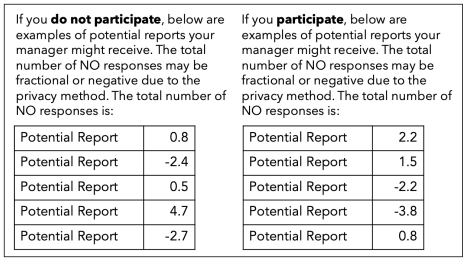 If you do not participate, below are
examples of potential reports your
manager might receive. The total
number of NO responses may be
fractional or negative due to the
privacy method. The total number of
NO responses is:
Potential Report 0.8
Potential Report -2.4
Potential Report 0.5
Potential Report 4.7
Potential Report -2.7
If you participate, below are
examples of potential reports your
manager might receive. The total
number of NO responses may be
fractional or negative due to the
privacy method. The total number of
NO responses is:
Potential Report 2.2
Potential Report 1.5
Potential Report -2.2
Potential Report -3.8
Potential Report 0.8